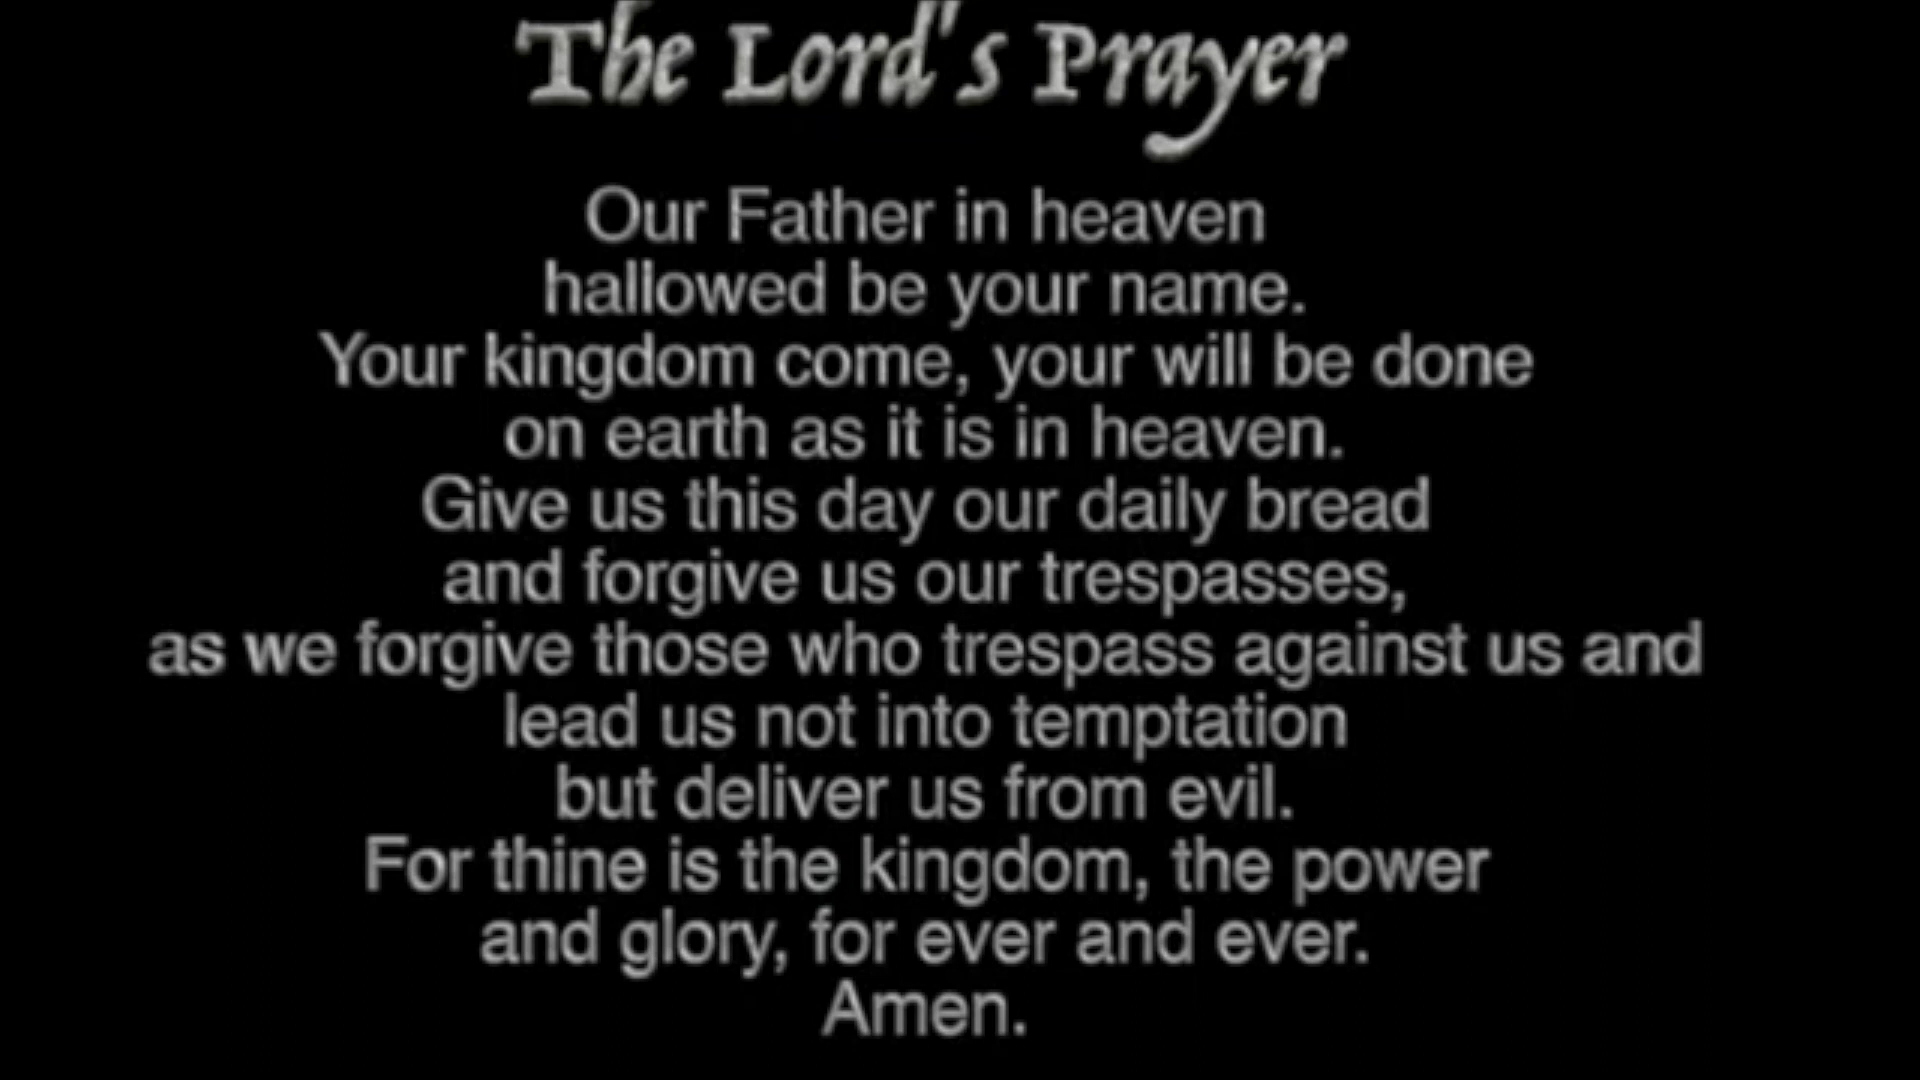 The Lord's Prayer
Our Father in heaven
hallowed be your name.
Your kingdom come, your will be done
on earth as it is in heaven.
Give us this day our daily bread
and forgive us our trespasses,
as we forgive those who trespass against us and
lead us not into temptation
but deliver us from evil.
For thine is the kingdom, the power
and glory, for ever and ever.
Amen.